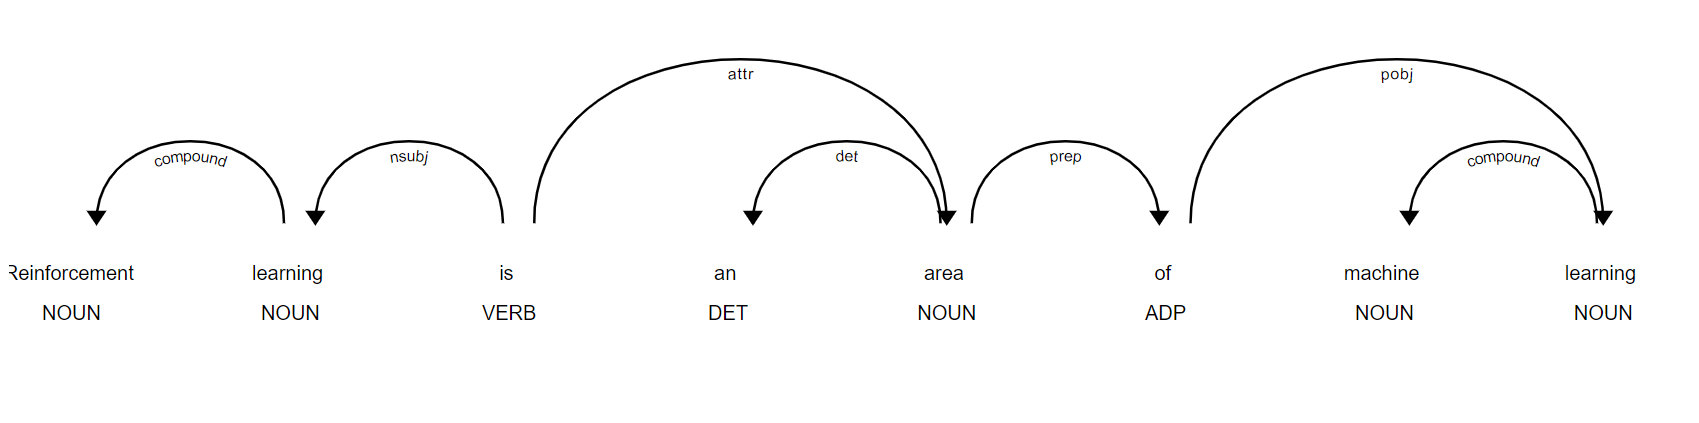 attr pobj
compound nsubj det prep compound
Reinforcement learning is an area of machine learning
NOUN NOUN VERB DET NOUN ADP NOUN NOUN